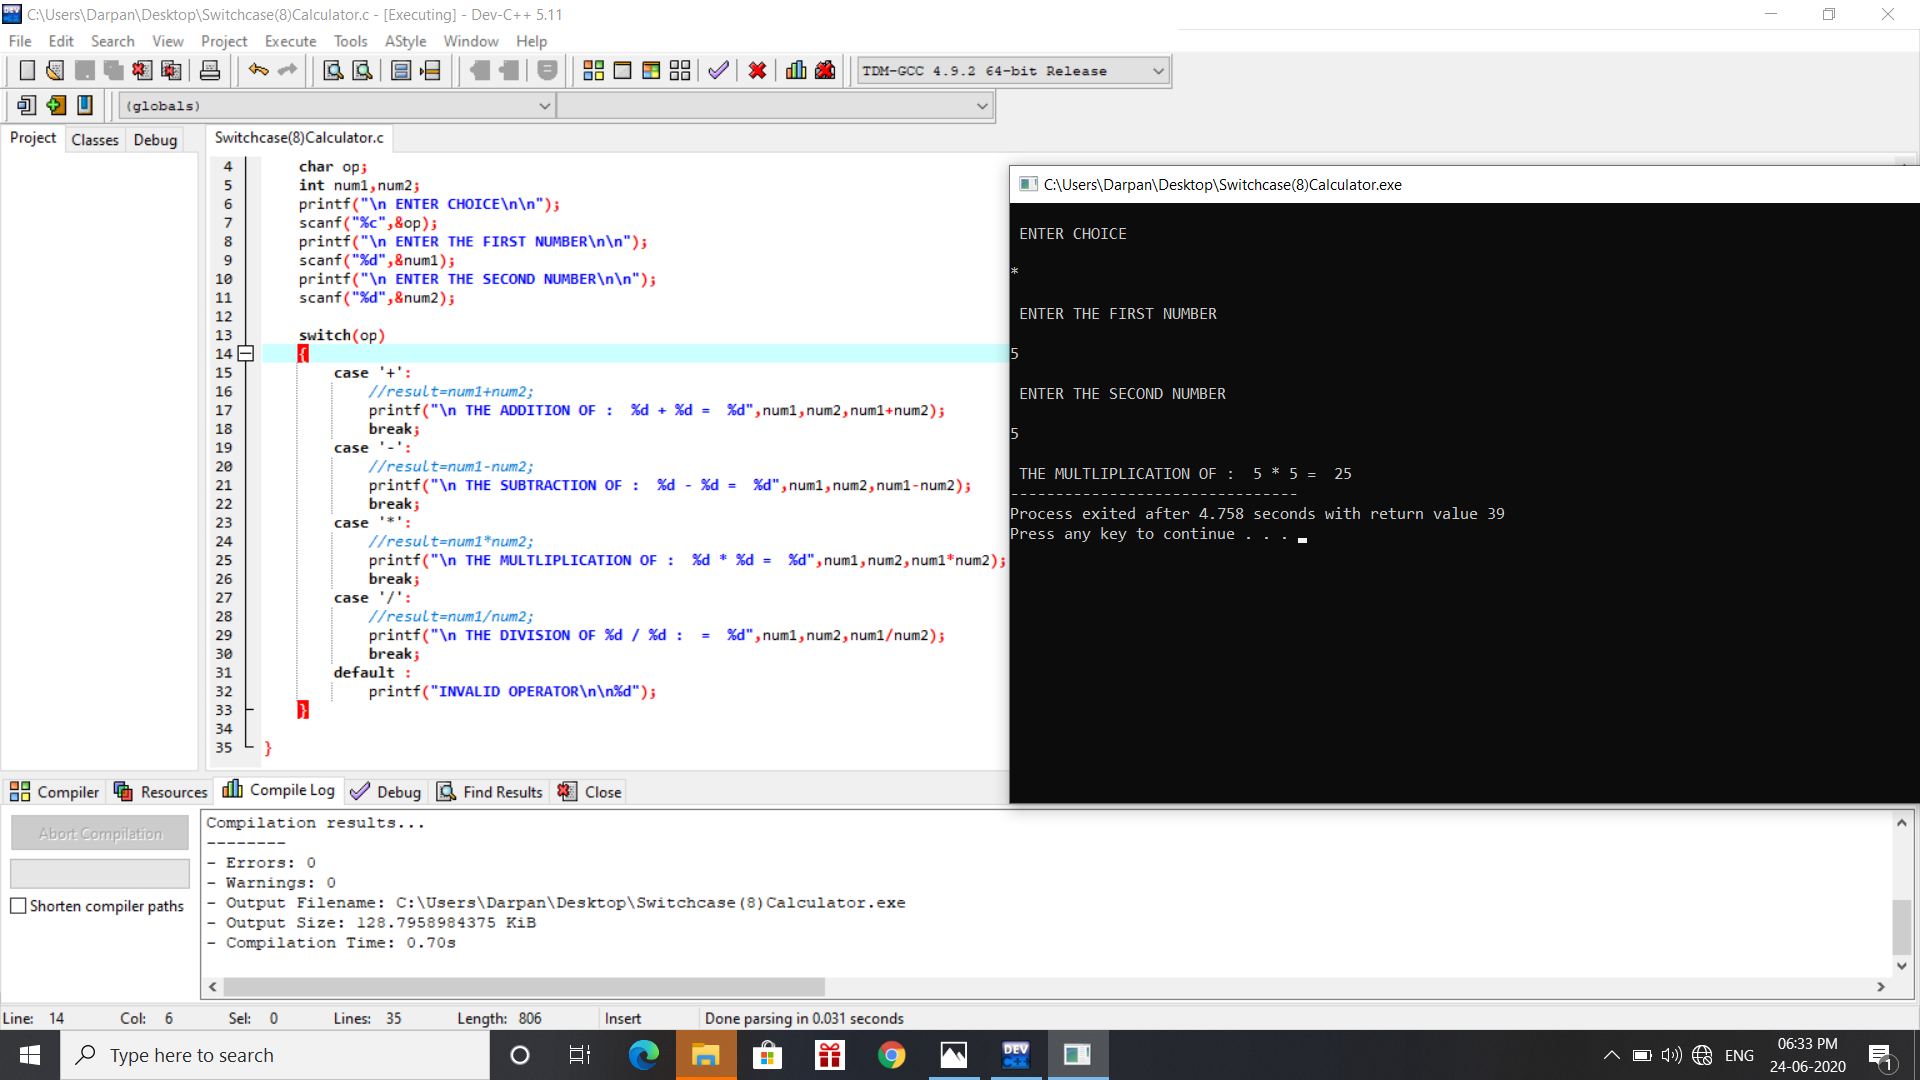 C:\Users\Darpan\Desktop\Switchcase(8)Calculator.c - [Executing] - Dev-C++ 5.11
File Edit Search View Project Execute Tools AStyle Window Help
TDM-GCC 4.9.2 64-bit Release
(globals)
Project Classes Debug
Switchcase(8)Calculator.c
4 char op;
5 int num1,num2;
6 printf("\n ENTER CHOICE\n\n");
7 scanf("%c",&op);
8 printf("\n ENTER THE FIRST NUMBER\n\n");
9 scanf("%d",&num1);
10 printf("\n ENTER THE SECOND NUMBER\n\n");
11 scanf("%d",&num2);
12
13 switch(op)
14 {
15 case '+':
16 //result=num1+num2;
17 printf("\n THE ADDITION OF :  %d + %d =  %d",num1,num2,num1+num2);
18 break;
19 case '-':
20 //result=num1-num2;
21 printf("\n THE SUBTRACTION OF :  %d - %d =  %d",num1,num2,num1-num2);
22 break;
23 case '*':
24 //result=num1*num2;
25 printf("\n THE MULTLIPLICATION OF :  %d * %d =  %d",num1,num2,num1*num2);
26 break;
27 case '/':
28 //result=num1/num2;
29 printf("\n THE DIVISION OF %d / %d :  =  %d",num1,num2,num1/num2);
30 break;
31 default :
32 printf("INVALID OPERATOR\n\n%d");
33 }
34
35 }
C:\Users\Darpan\Desktop\Switchcase(8)Calculator.exe
ENTER CHOICE
*
ENTER THE FIRST NUMBER
5
ENTER THE SECOND NUMBER
5
THE MULTLIPLICATION OF :  5 * 5 =  25
--------------------------------
Process exited after 4.758 seconds with return value 39
Press any key to continue . . .
Compiler Resources Compile Log Debug Find Results Close
Abort Compilation
Shorten compiler paths
Compilation results...
--------
- Errors: 0
- Warnings: 0
- Output Filename: C:\Users\Darpan\Desktop\Switchcase(8)Calculator.exe
- Output Size: 128.7958984375 KiB
- Compilation Time: 0.70s
Line: 14 Col: 6 Sel: 0 Lines: 35 Length: 806 Insert Done parsing in 0.031 seconds
Type here to search
DEV C++
ENG
06:33 PM
24-06-2020
1